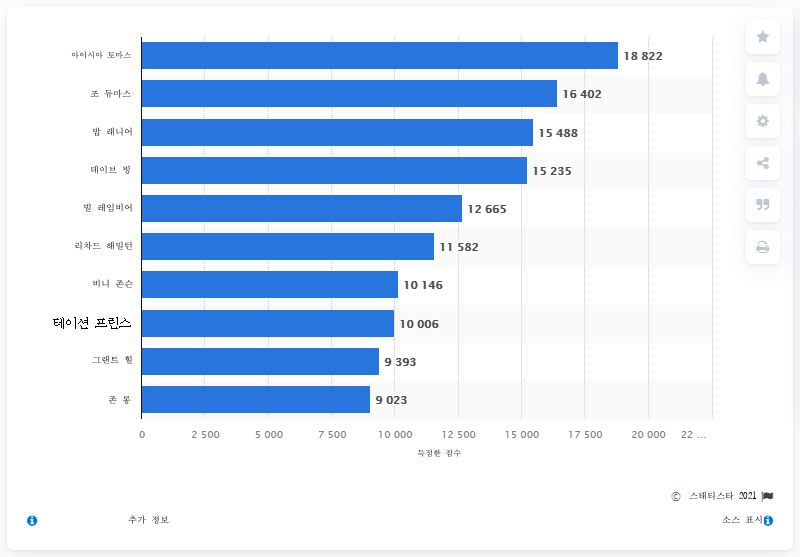 아이시아 토마스
18 822
조 듀마스
16 402
밥 래니어
15 488
데이브 빙
15 235
빌 레임비어
12 665
리차드 해밀턴
11 582
비니 존슨
10 146
테이션 프린스
10 006
그랜트 힐
9 393
존 롱
9 023
0 2 500 5 000 7 500 10 000 12 500 15 000 17 500 20 000 22 ...
득점한 점수
© 스태티스타 2021
추가 정보
소스 표시